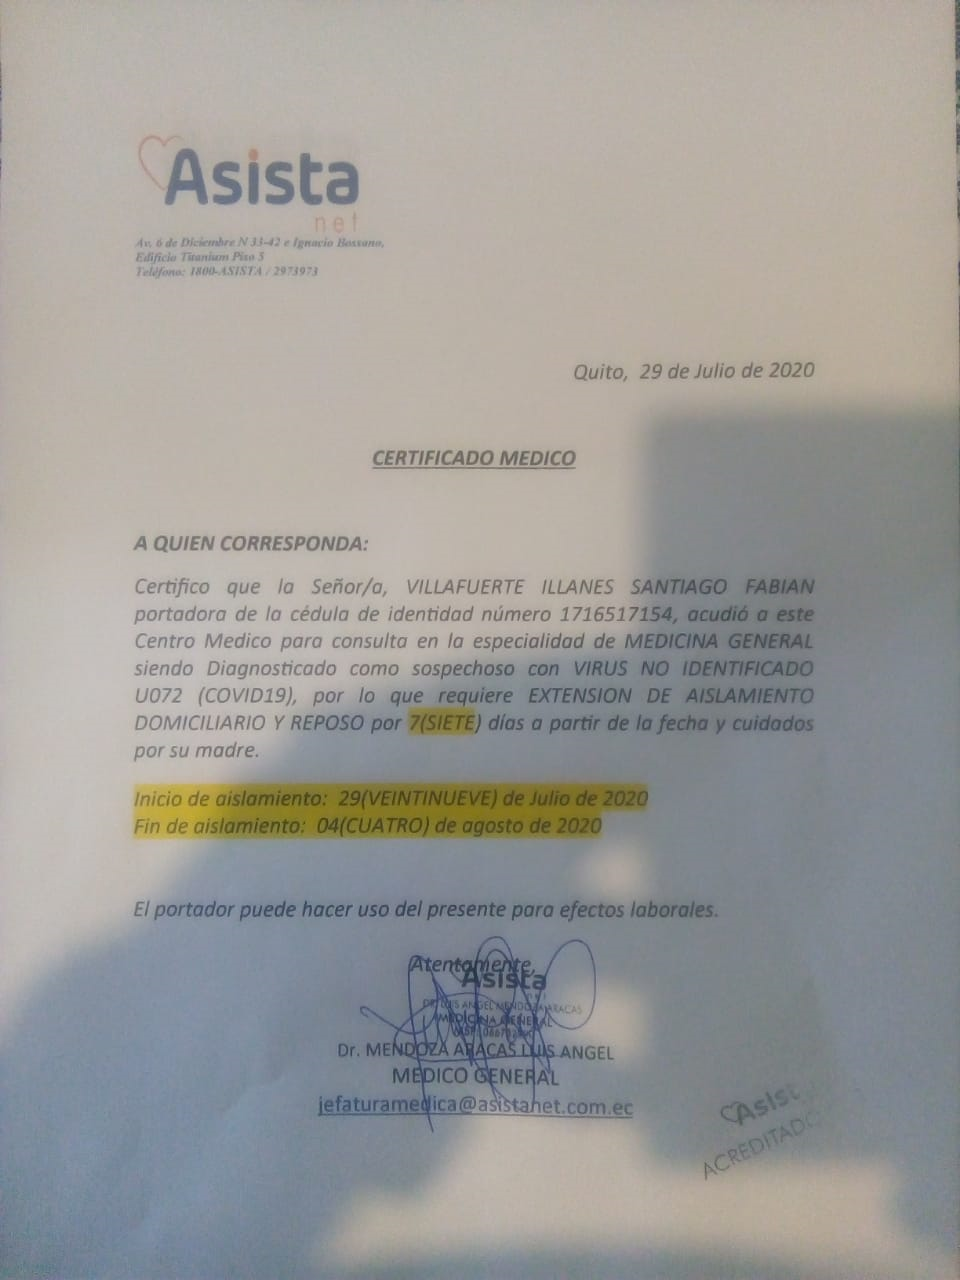 Asista
net
Av. 6 de Diciembre N 33-42 e Ignacio Bossano,
Edificio Titanium Piso 5
Teléfono: 1800-ASISTA / 2973973
Quito,  29 de Julio de 2020
CERTIFICADO MEDICO
A QUIEN CORRESPONDA:
Certifico que la Señor/a, VILLAFUERTE ILLANES SANTIAGO FABIAN
portadora de la cédula de identidad número 1716517154, acudió a este
Centro Medico para consulta en la especialidad de MEDICINA GENERAL
siendo Diagnosticado como sospechoso con VIRUS NO IDENTIFICADO
U072 (COVID19), por lo que requiere EXTENSION DE AISLAMIENTO
DOMICILIARIO Y REPOSO por 7(SIETE) días a partir de la fecha y cuidados
por su madre.
Inicio de aislamiento:  29(VEINTINUEVE) de Julio de 2020
Fin de aislamiento:  04(CUATRO) de agosto de 2020
El portador puede hacer uso del presente para efectos laborales.
Atentamente,
Asista
DR. LUIS ANGEL MENDOZA ARACAS
MEDICINA GENERAL
Dr. MENDOZA ARACAS LUIS ANGEL
MEDICO GENERAL
jefaturamedica@asistanet.com.ec
Asist
ACREDITADO